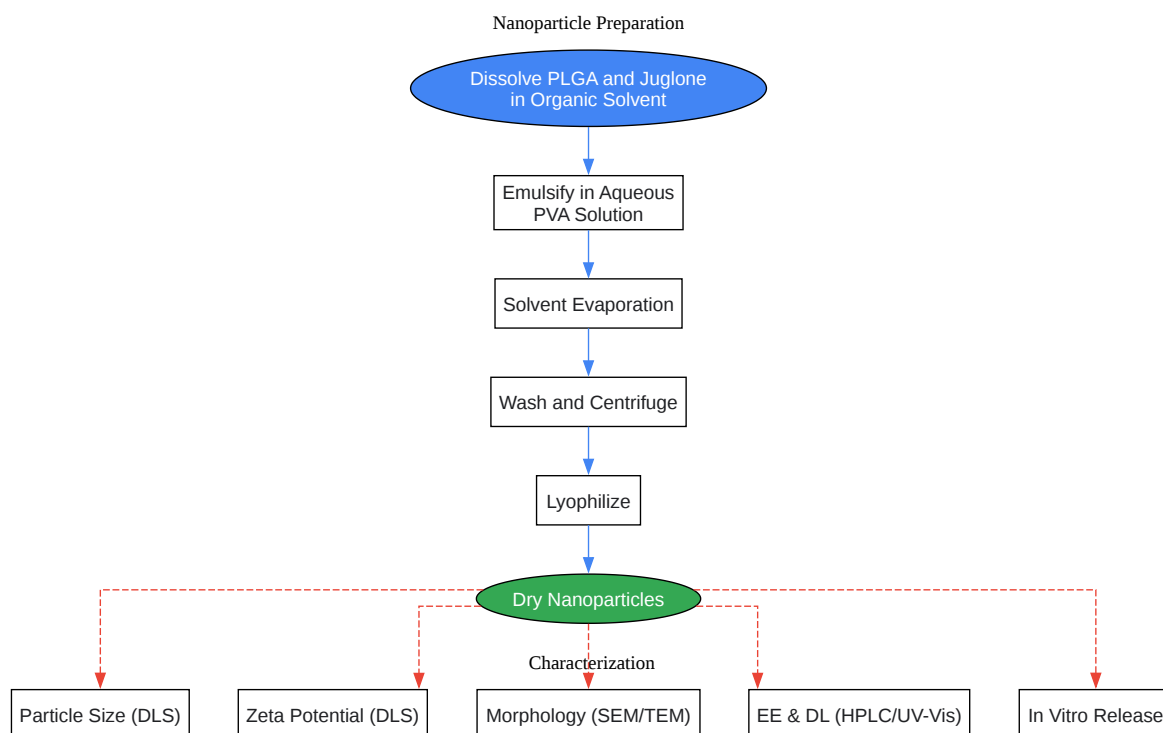 Nanoparticle Preparation
Dissolve PLGA and Juglone
in Organic Solvent
Emulsify in Aqueous
PVA Solution
Solvent Evaporation
Wash and Centrifuge
Lyophilize
Dry Nanoparticles
Characterization
Particle Size (DLS)
Zeta Potential (DLS)
Morphology (SEM/TEM)
EE & DL (HPLC/UV-Vis)
In Vitro Release